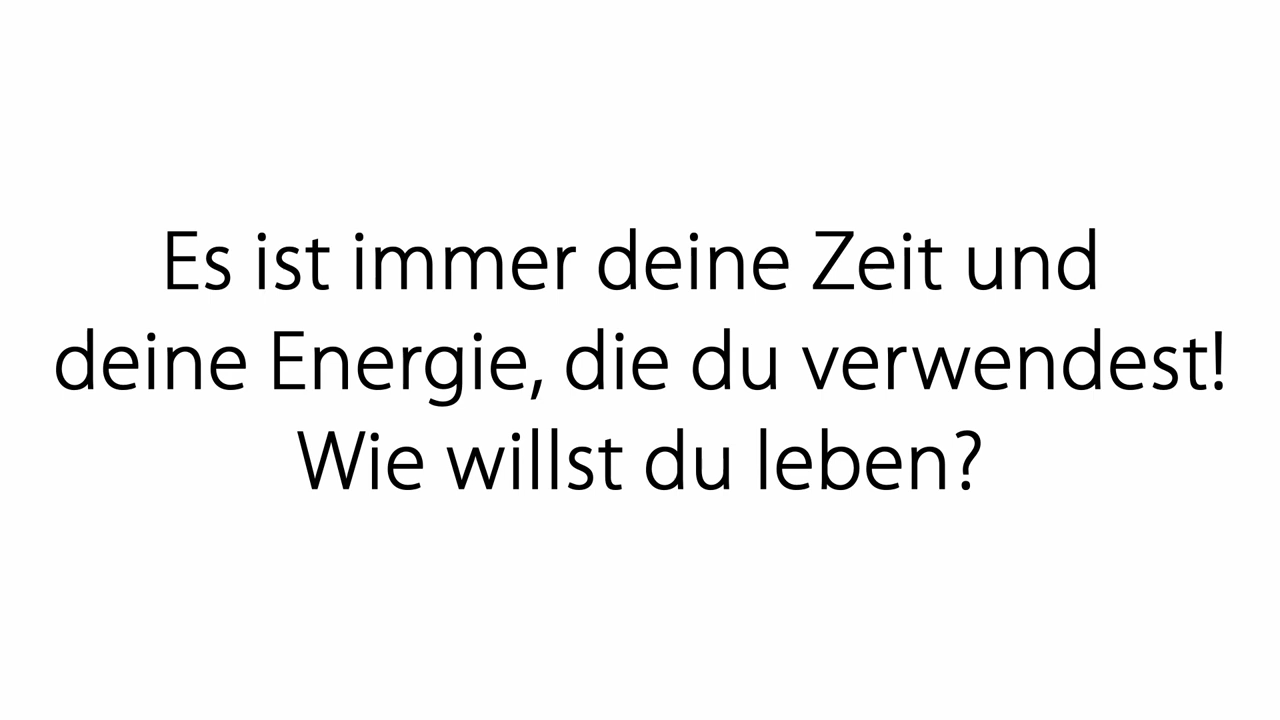 Es ist immer deine Zeit und
deine Energie, die du verwendest!
Wie willst du leben?